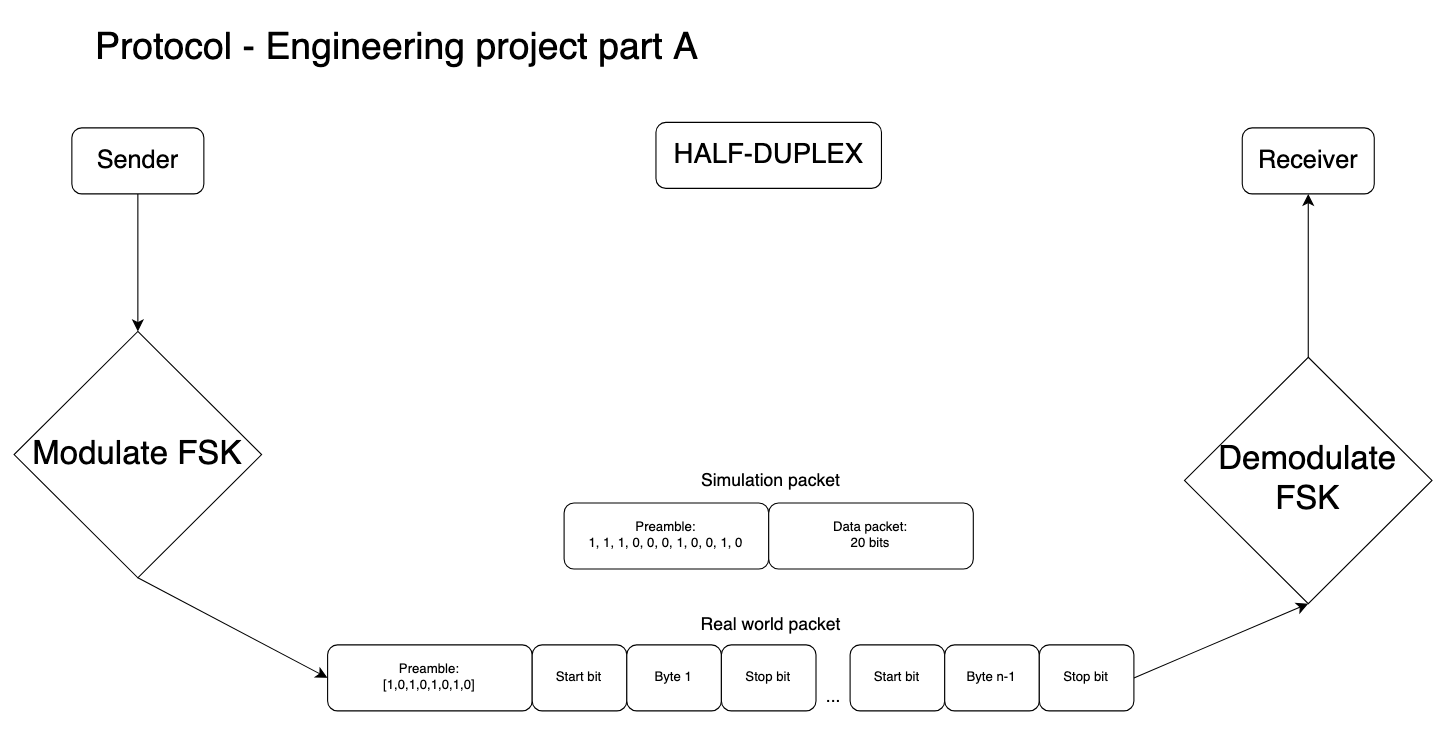 Protocol - Engineering project part A
Sender
HALF-DUPLEX
Receiver
Modulate FSK
Demodulate
FSK
Simulation packet
Preamble:
1, 1, 1, 0, 0, 0, 1, 0, 0, 1, 0
Data packet:
20 bits
Real world packet
Preamble:
[1,0,1,0,1,0,1,0]
Start bit
Byte 1
Stop bit
...
Start bit
Byte n-1
Stop bit